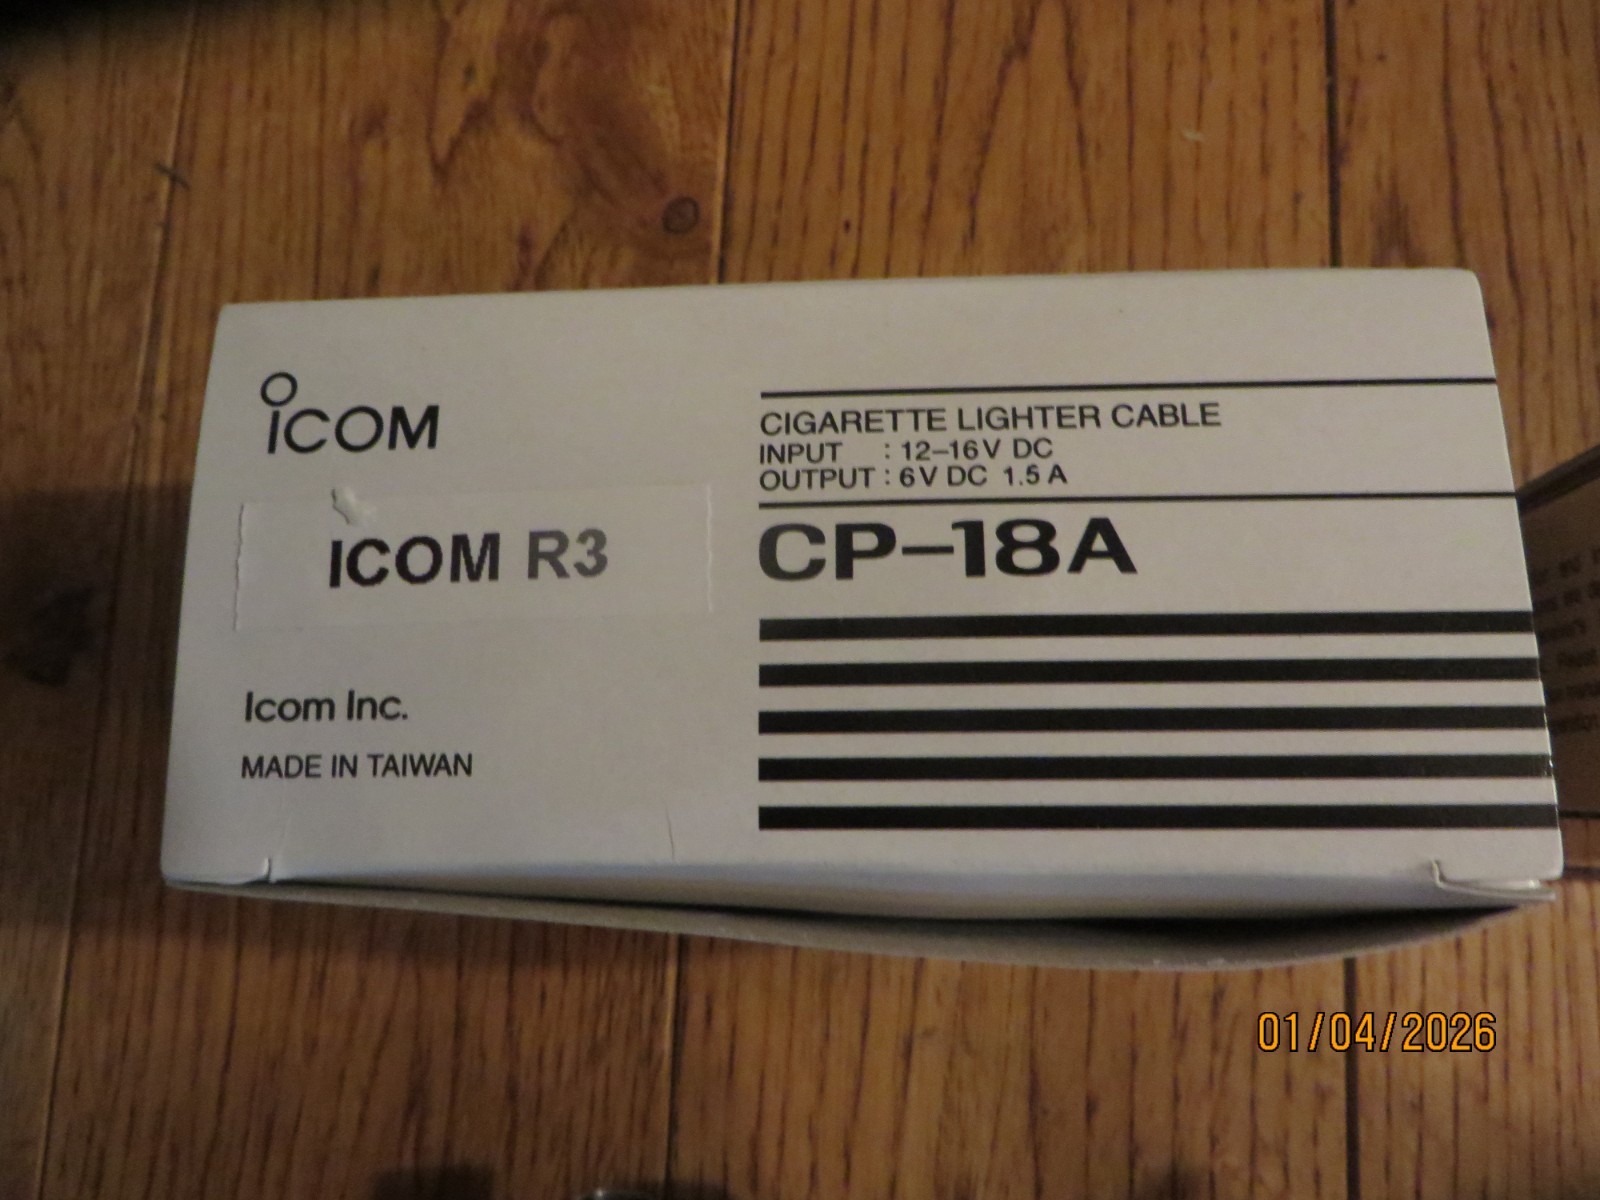 ICOM
ICOM R3
Icom Inc.
MADE IN TAIWAN
CIGARETTE LIGHTER CABLE
INPUT : 12–16V DC
OUTPUT : 6V DC 1.5 A
CP–18A
01/04/2026